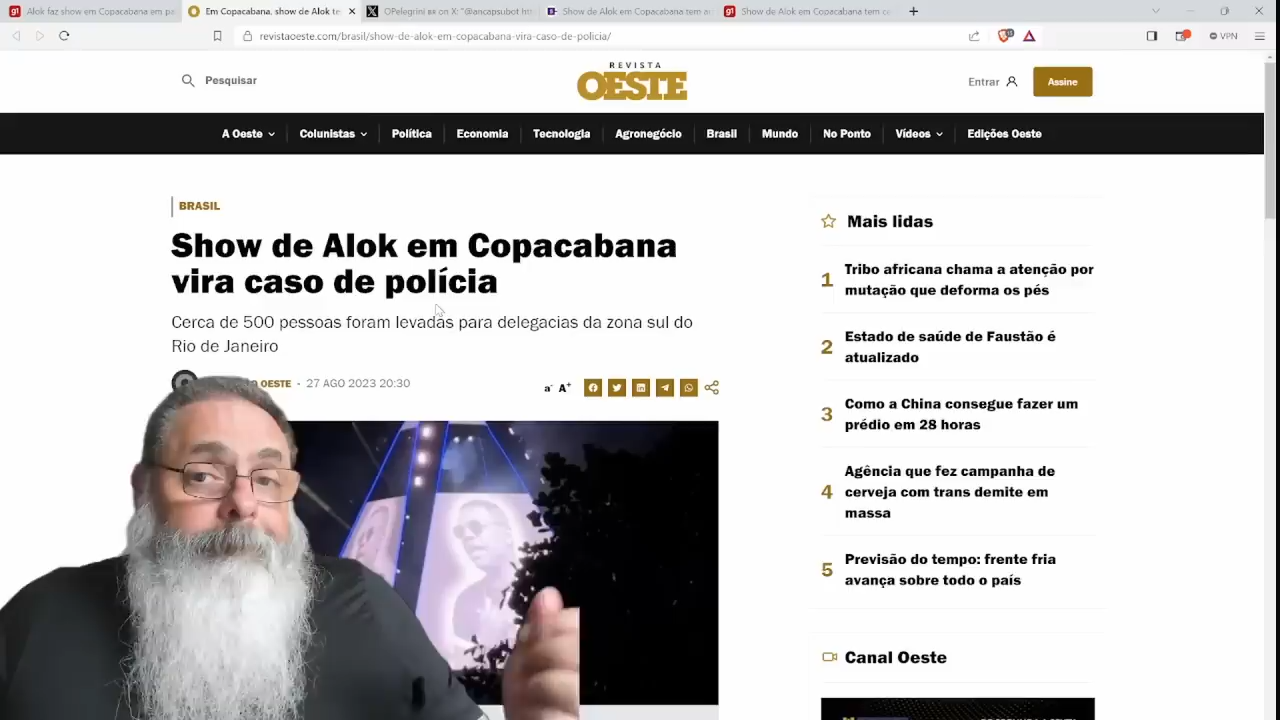 Alok faz show em Copacabana em pa
Em Copacabana, show de Alok te
OPelegrini на on X: "@ancapsubot htt
Show de Alok em Copacabana tem ar
Show de Alok em Copacabana tem ce
revistaoeste.com/brasil/show-de-alok-em-copacabana-vira-caso-de-policia/
VPN
Pesquisar
REVISTA
OESTE
Entrar
Assine
A Oeste
Colunistas
Política
Economia
Tecnologia
Agronegócio
Brasil
Mundo
No Ponto
Vídeos
Edições Oeste
BRASIL
Show de Alok em Copacabana
vira caso de polícia
Cerca de 500 pessoas foram levadas para delegacias da zona sul do
Rio de Janeiro
OESTE - 27 AGO 2023 20:30
a- A+
Mais lidas
1 Tribo africana chama a atenção por
mutação que deforma os pés
2 Estado de saúde de Faustão é
atualizado
3 Como a China consegue fazer um
prédio em 28 horas
4 Agência que fez campanha de
cerveja com trans demite em
massa
5 Previsão do tempo: frente fria
avança sobre todo o país
Canal Oeste